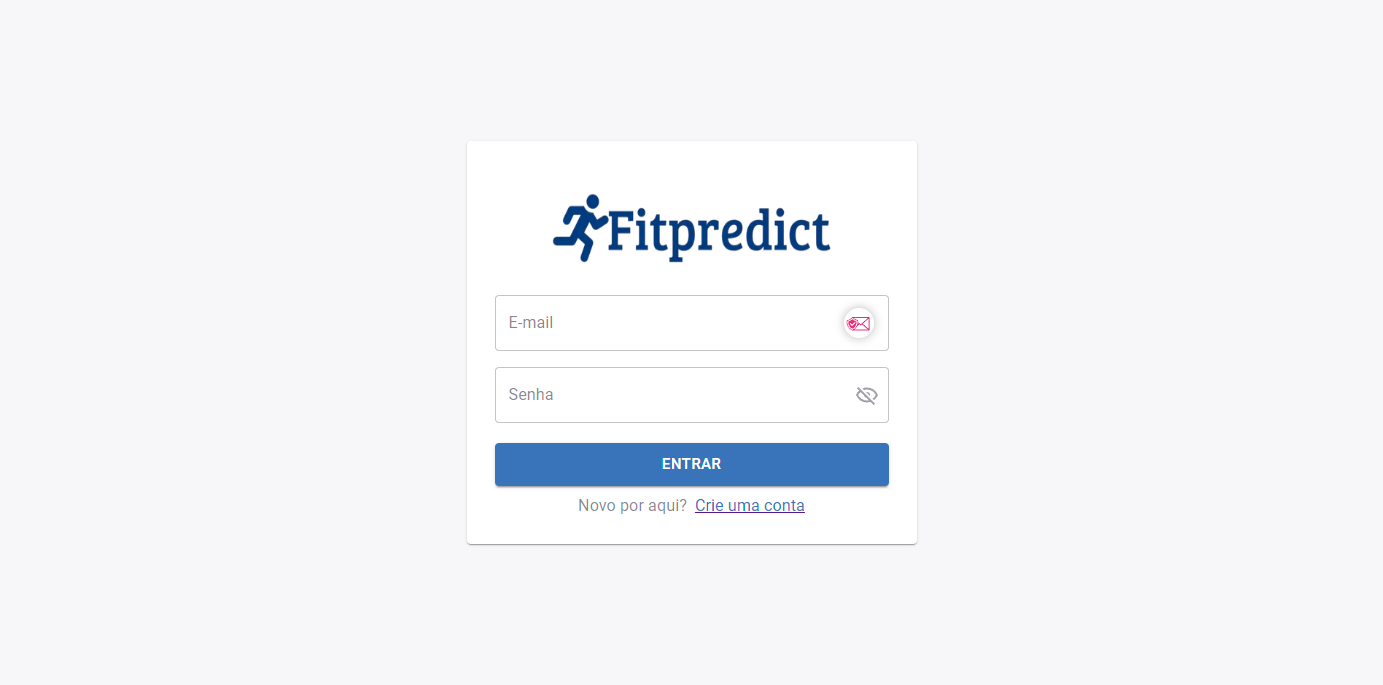 Fitpredict
E-mail
Senha
ENTRAR
Novo por aqui? Crie uma conta